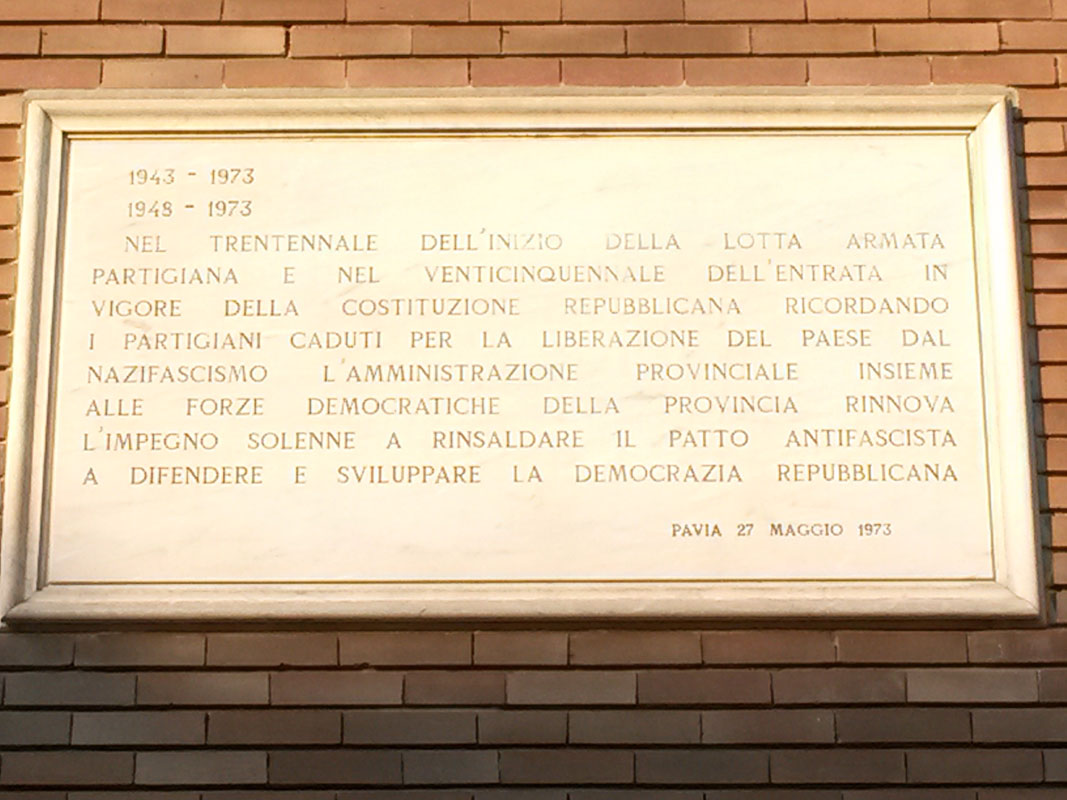 1943 - 1973
1948 - 1973
NEL TRENTENNALE DELL'INIZIO DELLA LOTTA ARMATA
PARTIGIANA E NEL VENTICINQUENNALE DELL'ENTRATA IN
VIGORE DELLA COSTITUZIONE REPUBBLICANA RICORDANDO
I PARTIGIANI CADUTI PER LA LIBERAZIONE DEL PAESE DAL
NAZIFASCISMO L'AMMINISTRAZIONE PROVINCIALE INSIEME
ALLE FORZE DEMOCRATICHE DELLA PROVINCIA RINNOVA
L'IMPEGNO SOLENNE A RINSALDARE IL PATTO ANTIFASCISTA
A DIFENDERE E SVILUPPARE LA DEMOCRAZIA REPUBBLICANA
PAVIA 27 MAGGIO 1973